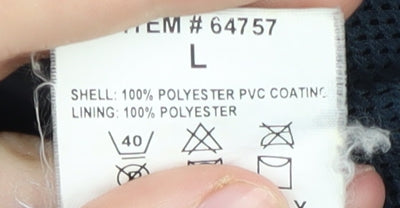 ITEM # 64757
L
SHELL: 100% POLYESTER PVC COATING
LINING: 100% POLYESTER
40